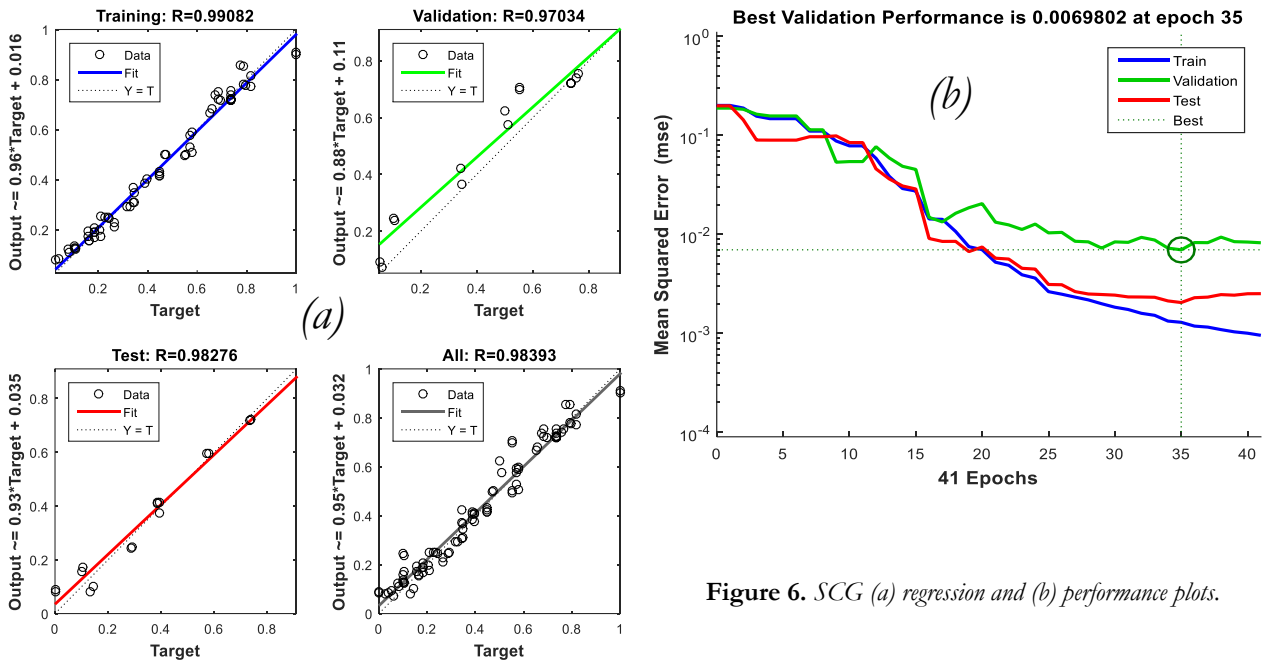 Training: R=0.99082
Output ~= 0.96*Target + 0.016
1
0.8
0.6
0.4
0.2
Data
Fit
Y = T
0.2 0.4 0.6 0.8 1
Target
Validation: R=0.97034
Output ~= 0.88*Target + 0.11
0.8
0.6
0.4
0.2
Data
Fit
Y = T
0.2 0.4 0.6 0.8
Target
(a)
Test: R=0.98276
Output ~= 0.93*Target + 0.035
0.8
0.6
0.4
0.2
0
Data
Fit
Y = T
0 0.2 0.4 0.6 0.8
Target
All: R=0.98393
Output ~= 0.95*Target + 0.032
1
0.8
0.6
0.4
0.2
0
Data
Fit
Y = T
0 0.2 0.4 0.6 0.8 1
Target
Best Validation Performance is 0.0069802 at epoch 35
Mean Squared Error (mse)
10^0
10^-1
10^-2
10^-3
10^-4
(b)
Train
Validation
Test
Best
0 5 10 15 20 25 30 35 40
41 Epochs
Figure 6. SCG (a) regression and (b) performance plots.